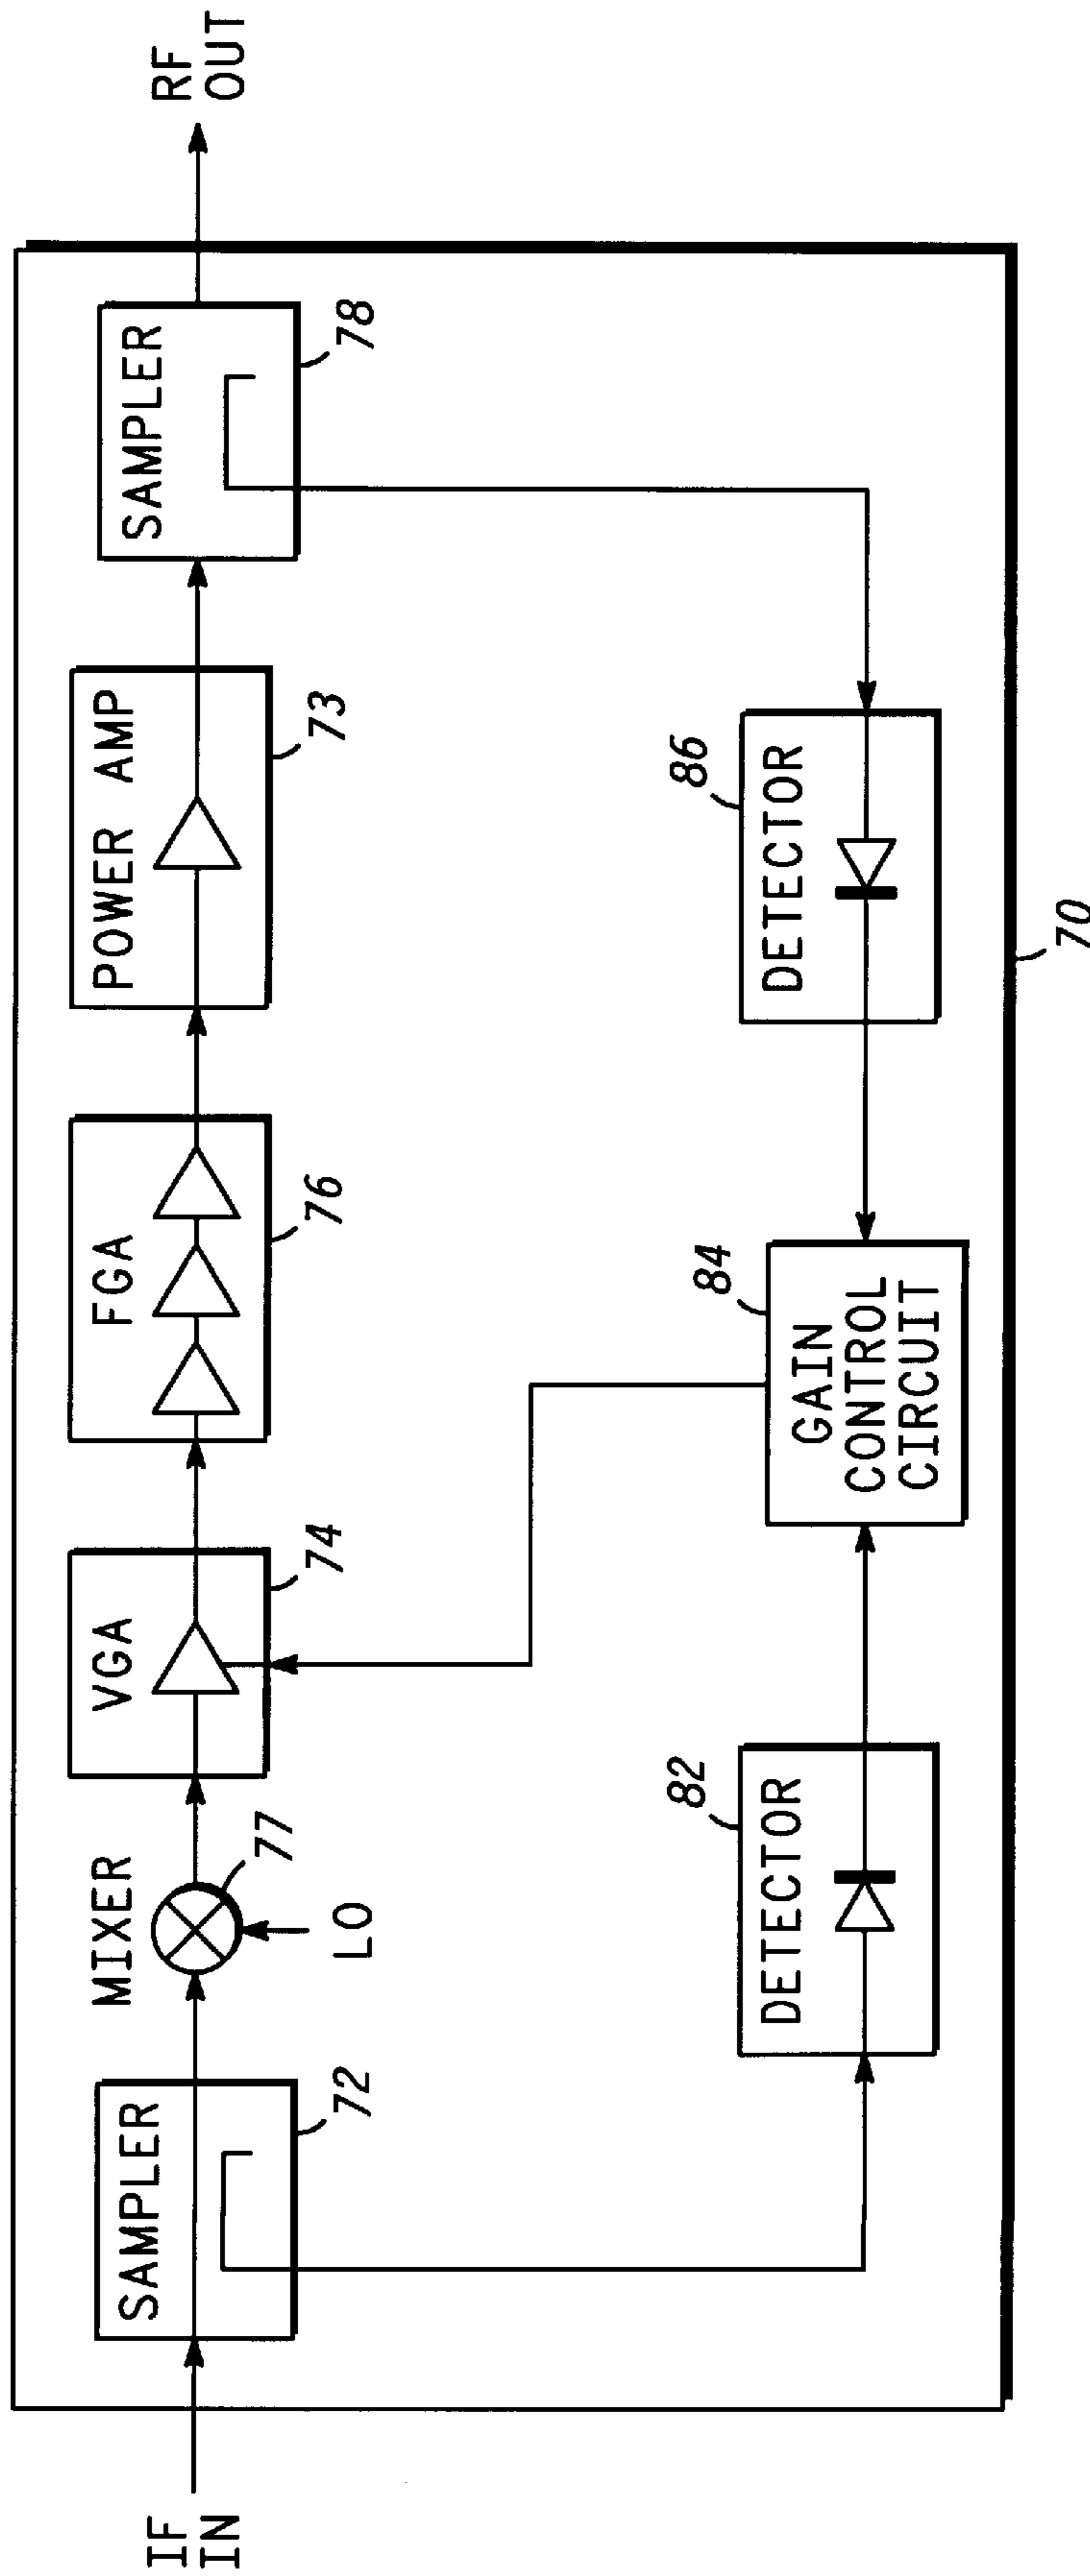 IF
IN
SAMPLER
72
MIXER
77
LO
VGA
74
FGA
76
POWER AMP
73
SAMPLER
78
RF
OUT
DETECTOR
82
GAIN
CONTROL
CIRCUIT
84
DETECTOR
86
70